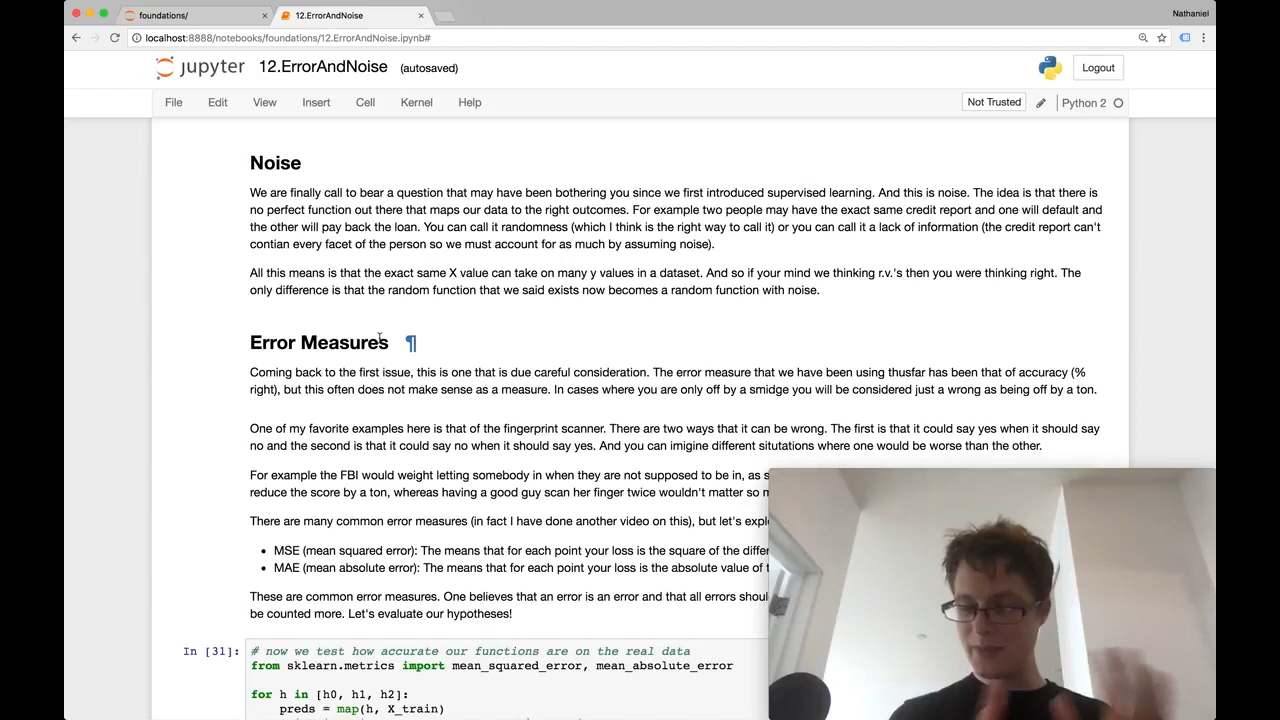 foundations/
12.ErrorAndNoise
Nathaniel
localhost:8888/notebooks/foundations/12.ErrorAndNoise.ipynb#
jupyter 12.ErrorAndNoise (autosaved)
Logout
File Edit View Insert Cell Kernel Help
Not Trusted
Python 2
Noise
We are finally call to bear a question that may have been bothering you since we first introduced supervised learning. And this is noise. The idea is that there is
no perfect function out there that maps our data to the right outcomes. For example two people may have the exact same credit report and one will default and
the other will pay back the loan. You can call it randomness (which I think is the right way to call it) or you can call it a lack of information (the credit report can't
contian every facet of the person so we must account for as much by assuming noise).
All this means is that the exact same X value can take on many y values in a dataset. And so if your mind we thinking r.v.'s then you were thinking right. The
only difference is that the random function that we said exists now becomes a random function with noise.
Error Measures ¶
Coming back to the first issue, this is one that is due careful consideration. The error measure that we have been using thusfar has been that of accuracy (%
right), but this often does not make sense as a measure. In cases where you are only off by a smidge you will be considered just a wrong as being off by a ton.
One of my favorite examples here is that of the fingerprint scanner. There are two ways that it can be wrong. The first is that it could say yes when it should say
no and the second is that it could say no when it should say yes. And you can imigine different situtations where one would be worse than the other.
For example the FBI would weight letting somebody in when they are not supposed to be in, as s
reduce the score by a ton, whereas having a good guy scan her finger twice wouldn't matter so m
There are many common error measures (in fact I have done another video on this), but let's expl
• MSE (mean squared error): The means that for each point your loss is the square of the differ
• MAE (mean absolute error): The means that for each point your loss is the absolute value of t
These are common error measures. One believes that an error is an error and that all errors shoul
be counted more. Let's evaluate our hypotheses!
In [31]:
# now we test how accurate our functions are on the real data
from sklearn.metrics import mean_squared_error, mean_absolute_error
for h in [h0, h1, h2]:
preds = map(h, X_train)